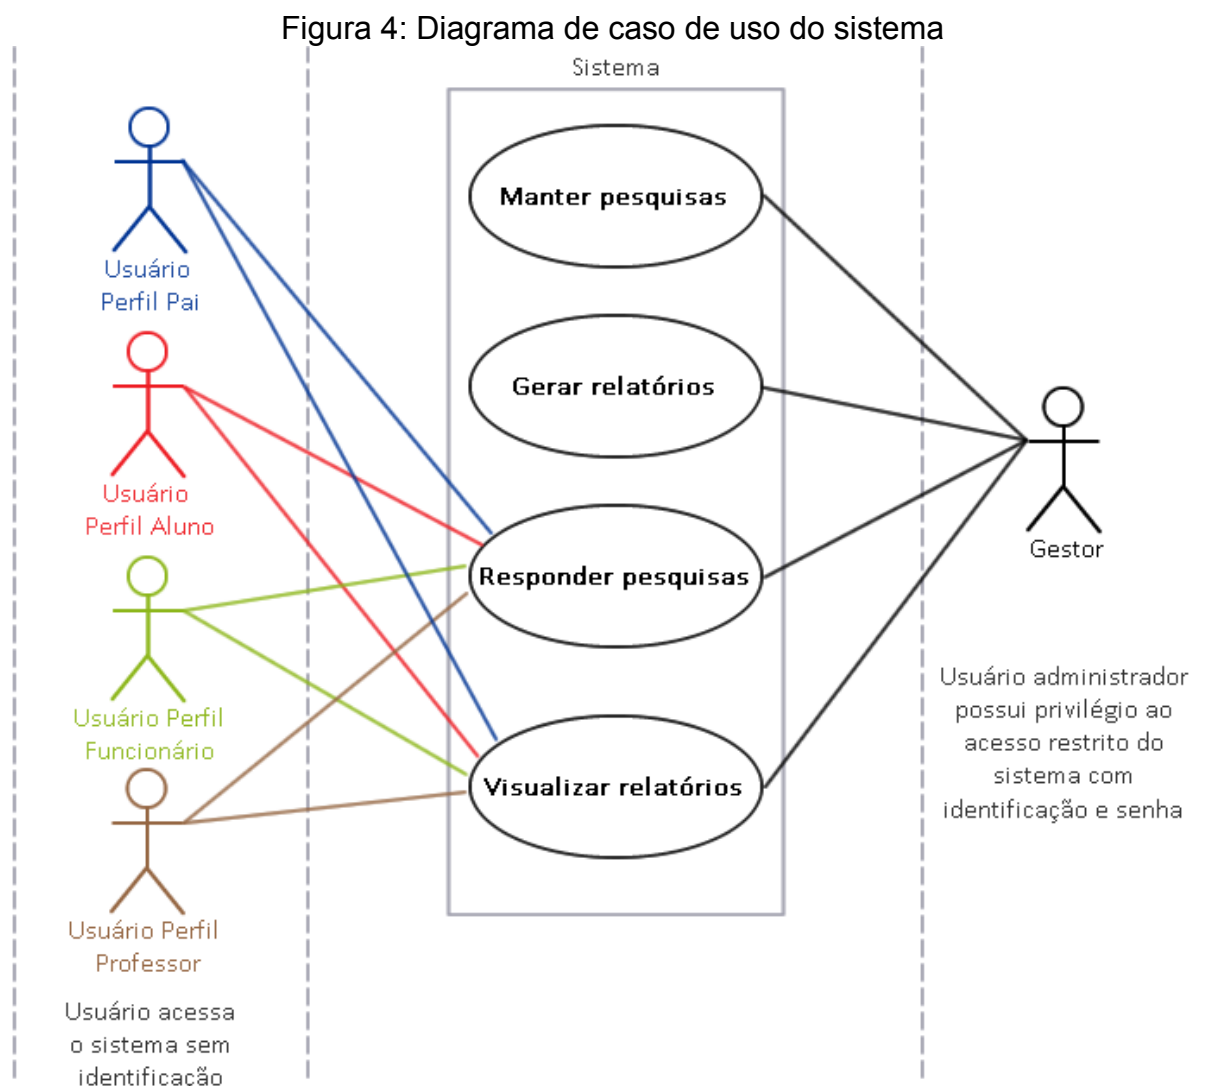 Figura 4: Diagrama de caso de uso do sistema
Sistema
Manter pesquisas
Gerar relatórios
Responder pesquisas
Visualizar relatórios
Usuário
Perfil Pai
Usuário
Perfil Aluno
Usuário Perfil
Funcionário
Usuário Perfil
Professor
Usuário acessa
o sistema sem
identificação
Gestor
Usuário administrador
possui privilégio ao
acesso restrito do
sistema com
identificação e senha